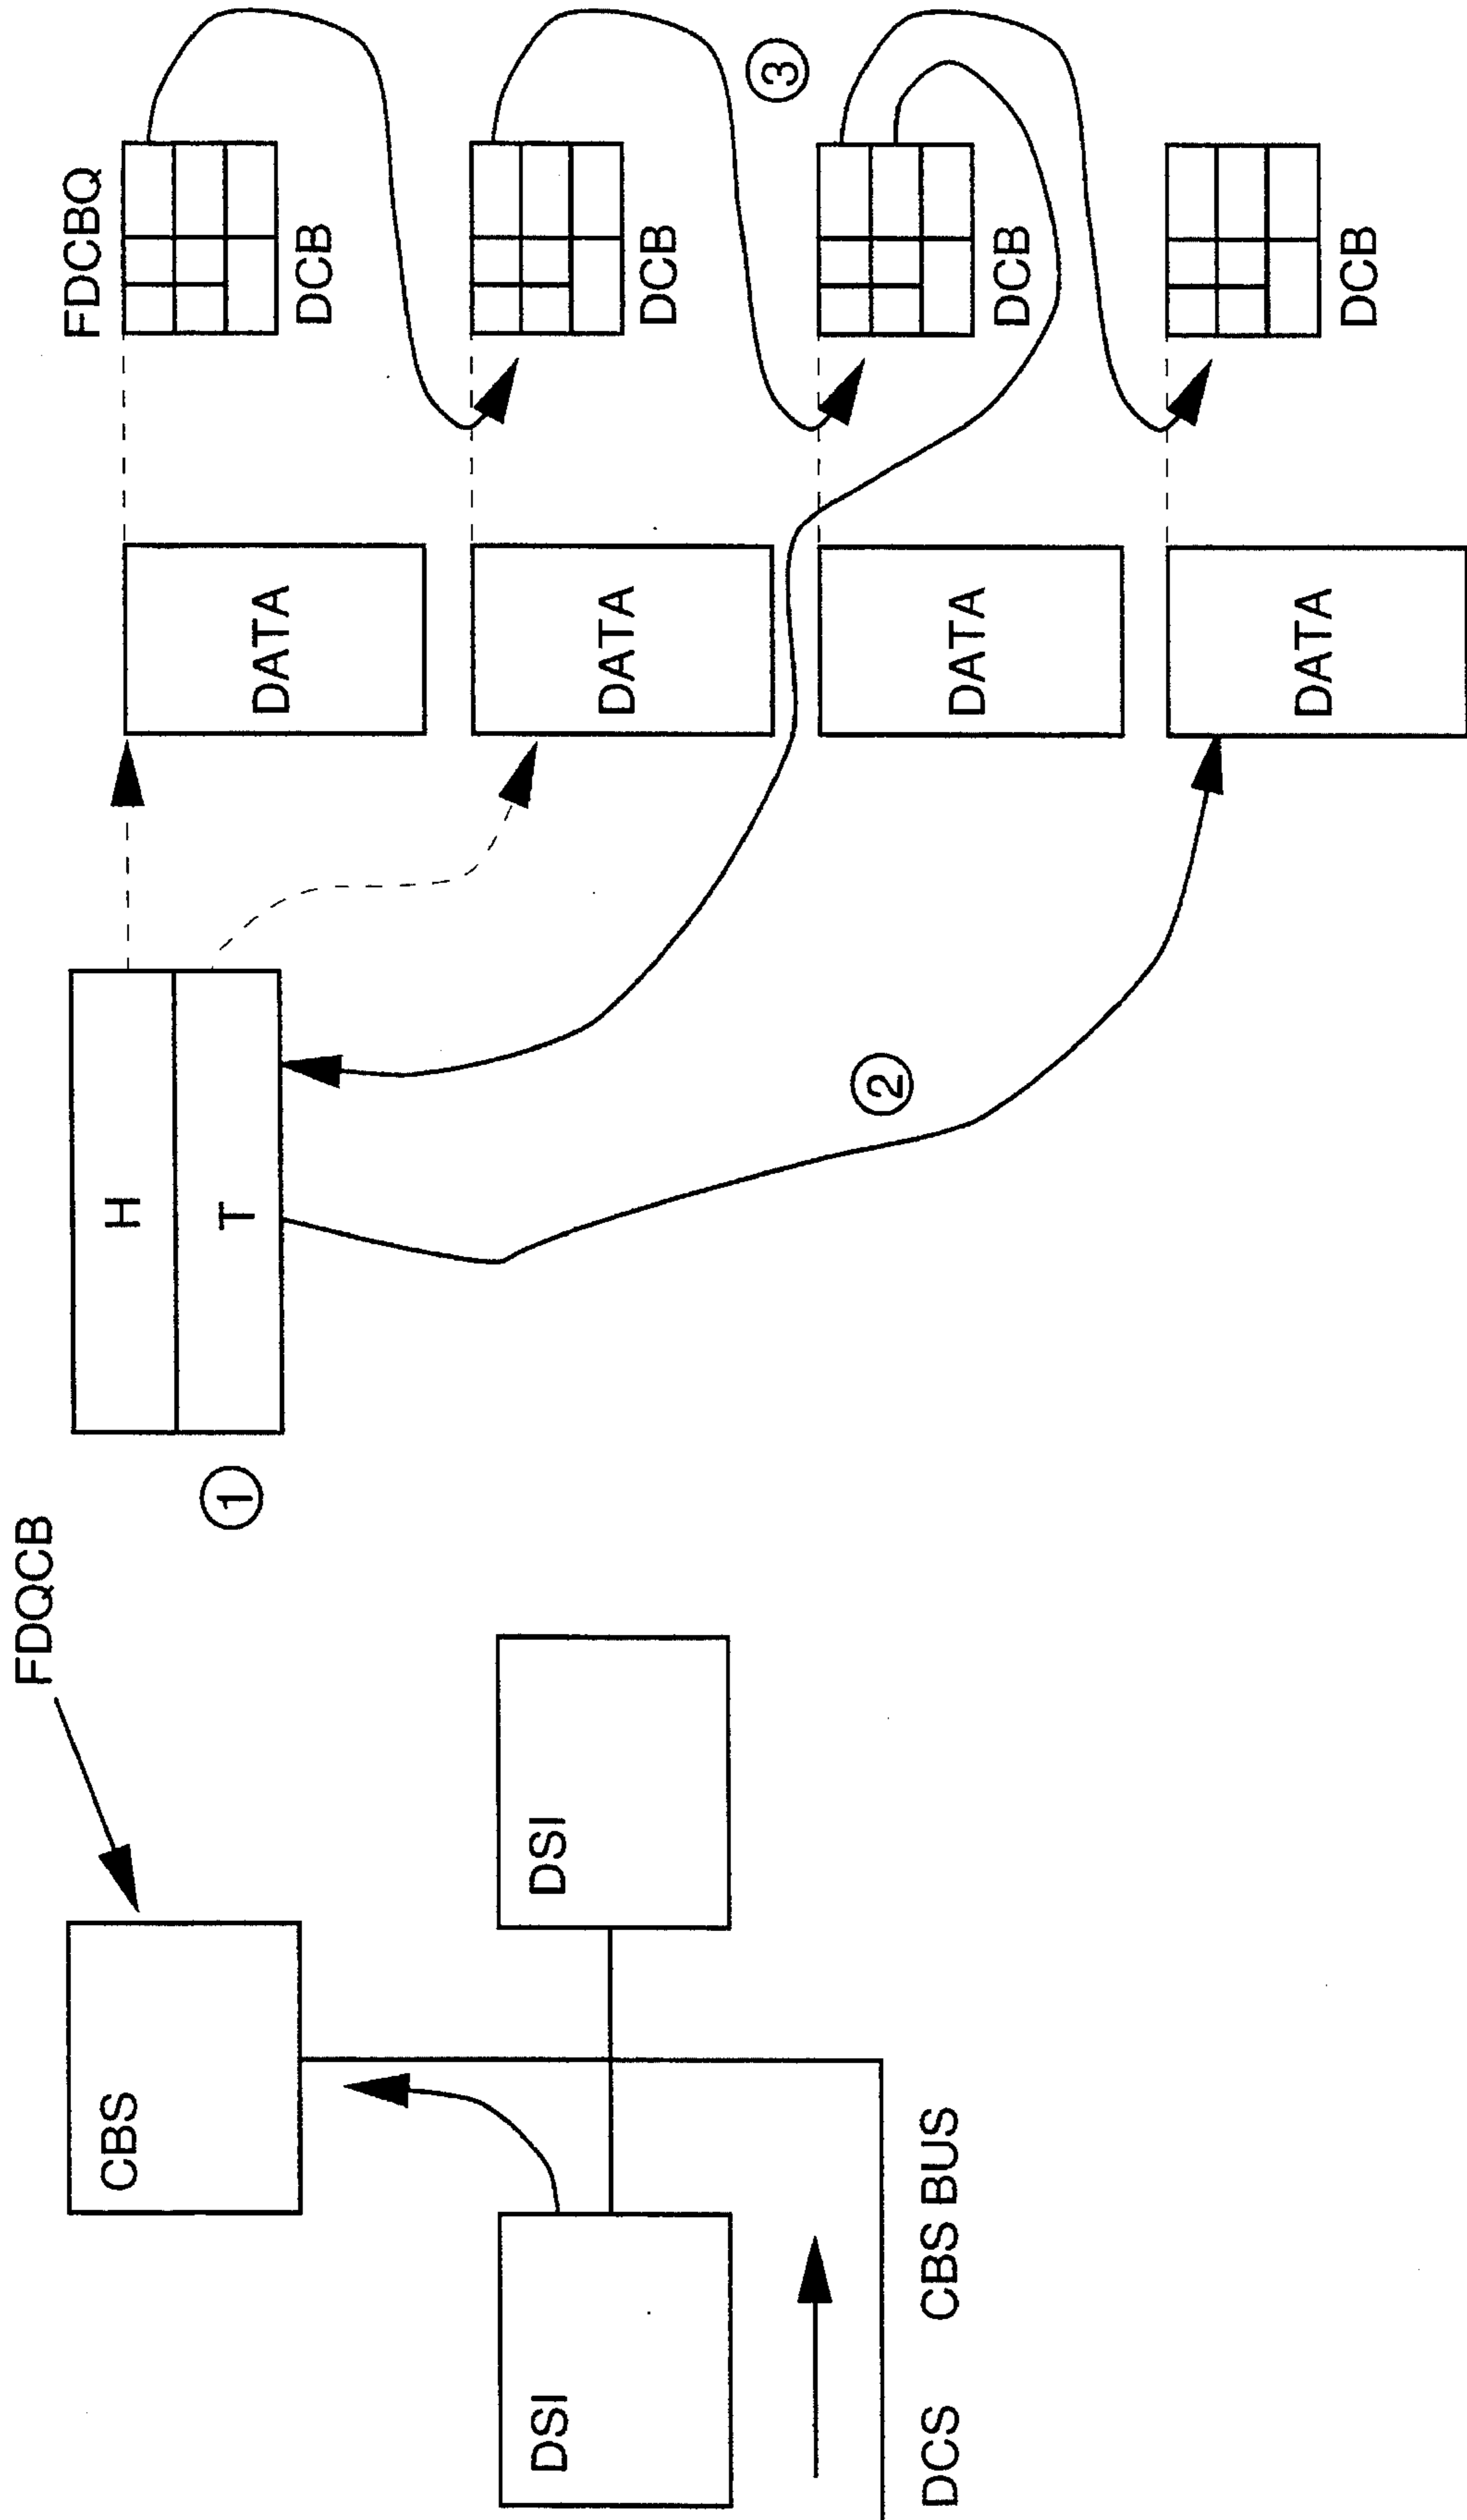 FDQCB
CBS
DSI
DSI
DCS CBS BUS
①
H
T
②
③
FDCBQ
DATA
DCB
DATA
DCB
DATA
DCB
DATA
DCB